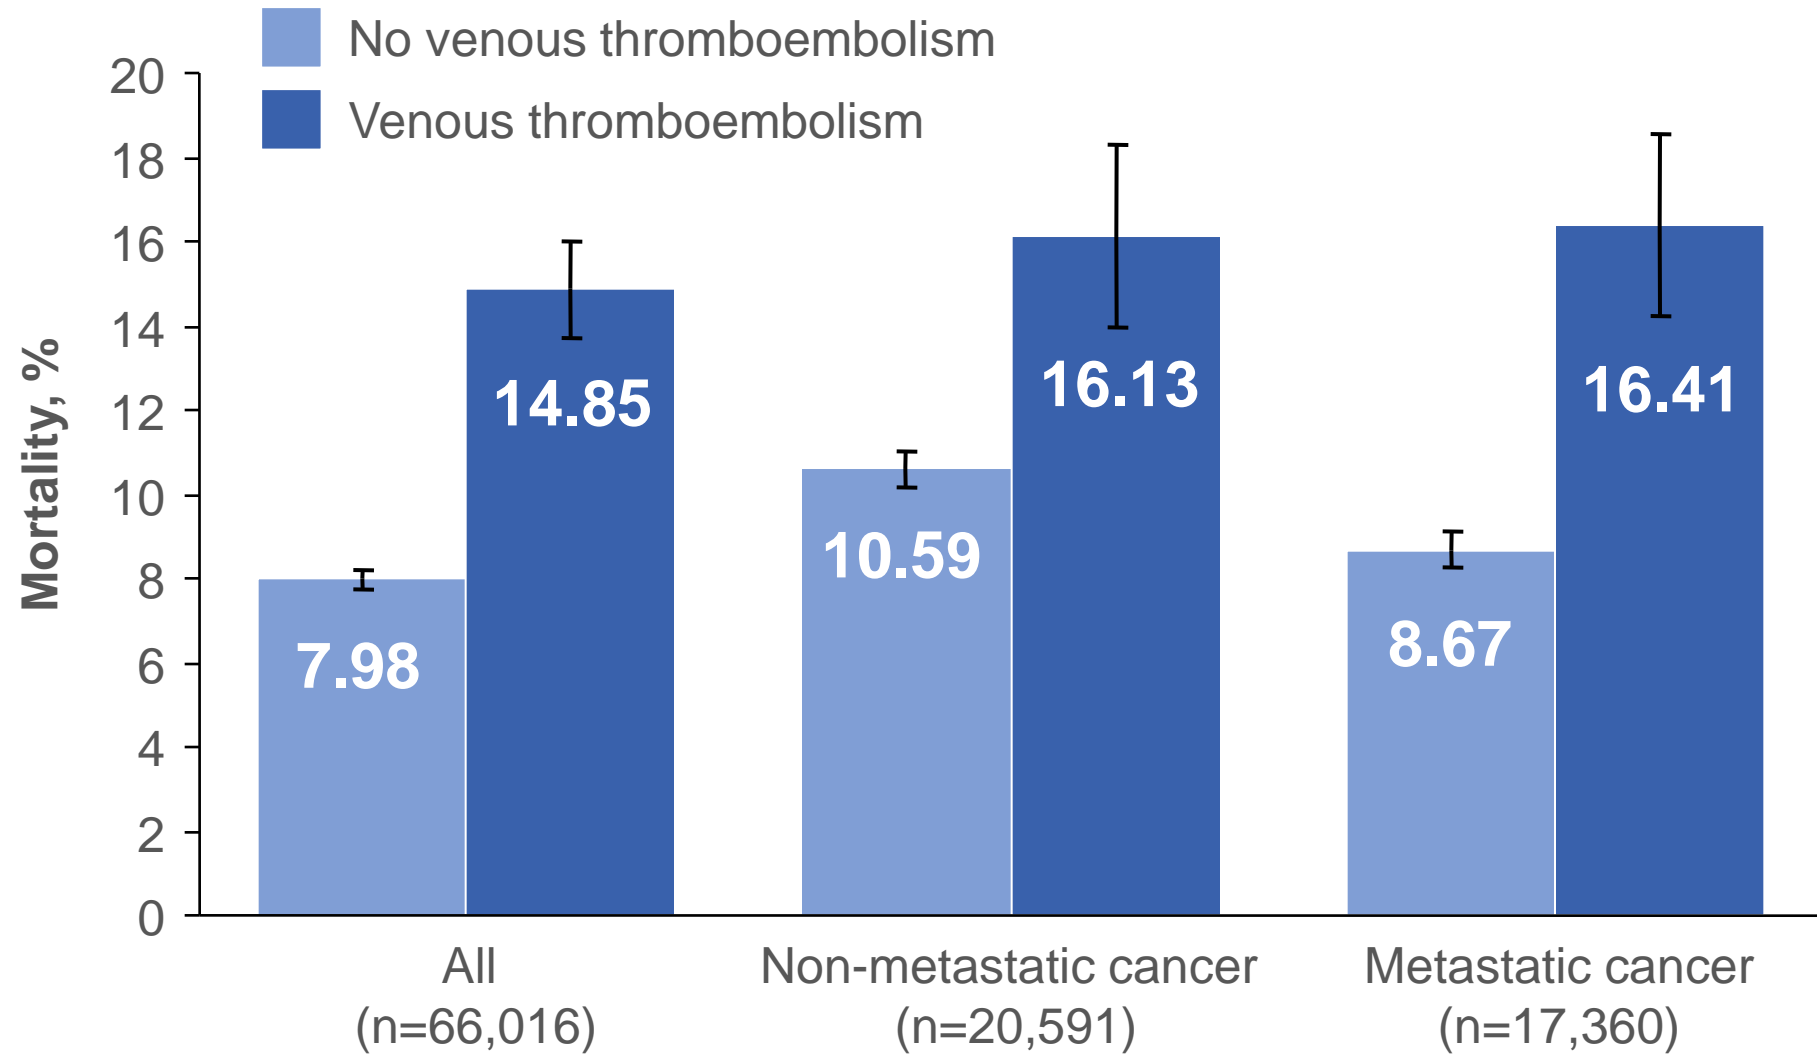 No venous thromboembolism
Venous thromboembolism
Mortality, %
20
18
16
14
12
10
8
6
4
2
0
7.98
14.85
10.59
16.13
8.67
16.41
All
(n=66,016)
Non-metastatic cancer
(n=20,591)
Metastatic cancer
(n=17,360)